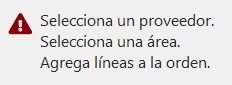 Selecciona un proveedor.
Selecciona una área.
Agrega líneas a la orden.